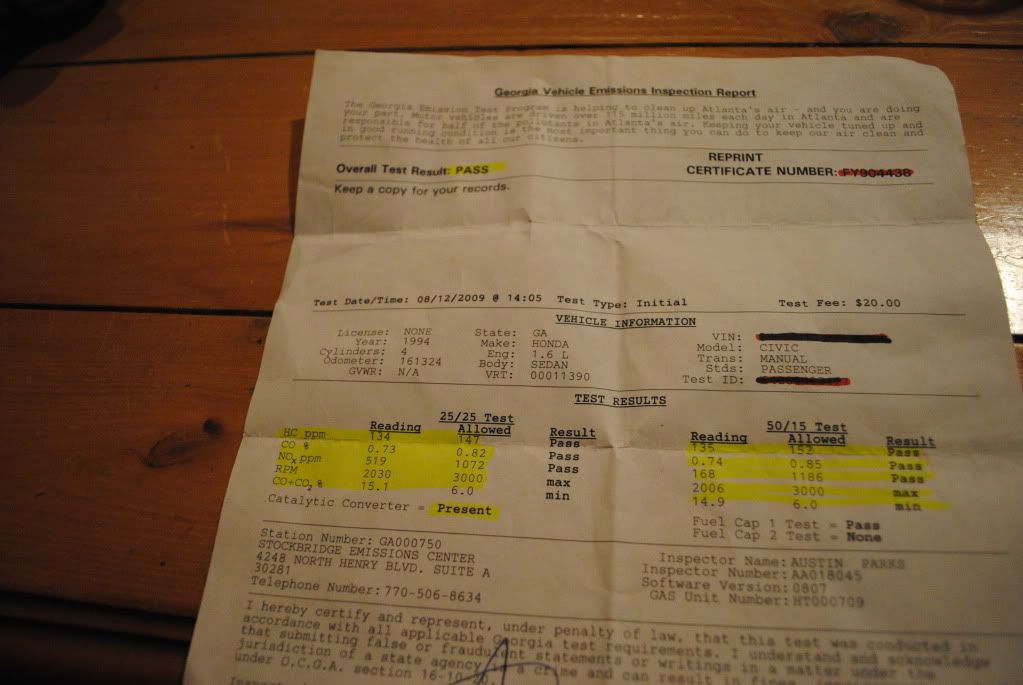 Georgia Vehicle Emissions Inspection Report
The Georgia Emission Test Program is helping to clean up Atlanta's air - and you are doing
your part. Motor vehicles are driven over 115 million miles each day in Atlanta and are
responsible for half of the pollutants in Atlanta's air. Keeping your vehicle tuned up and
in good running condition is the most important thing you can do to keep our air clean and
protect the health of all our citizens.
REPRINT
Overall Test Result: PASS CERTIFICATE NUMBER: FY904438
Keep a copy for your records.
Test Date/Time: 08/12/2009 @ 14:05 Test Type: Initial Test Fee: $20.00
VEHICLE INFORMATION
License: NONE State: GA VIN:
Year: 1994 Make: HONDA Model: CIVIC
Cylinders: 4 Eng: 1.6 L Trans: MANUAL
Odometer: 161324 Body: SEDAN Stds: PASSENGER
GVWR: N/A VRT: 00011390 Test ID:
TEST RESULTS
25/25 Test 50/15 Test
Reading Allowed Result Reading Allowed Result
HC ppm 134 147 Pass 135 152 Pass
CO % 0.73 0.82 Pass 0.74 0.85 Pass
NOx ppm 519 1072 Pass 168 1186 Pass
RPM 2030 3000 max 2006 3000 max
CO+CO2 % 15.1 6.0 min 14.9 6.0 min
Catalytic Converter = Present
Fuel Cap 1 Test = Pass
Fuel Cap 2 Test = None
Station Number: GA000750
STOCKBRIDGE EMISSIONS CENTER
4248 NORTH HENRY BLVD. SUITE A
30281
Telephone Number: 770-506-8634
Inspector Name: AUSTIN PARKS
Inspector Number: AA018045
Software Version: 0807
GAS Unit Number: HT000709
I hereby certify and represent, under penalty of law, that this test was conducted in
accordance with all applicable Georgia test requirements. I understand and acknowledge
that submitting false or fraudulent statements or writings in a matter under the
jurisdiction of a state agency is a crime and can result in fines,
under O.C.G.A. section 16-10-20.